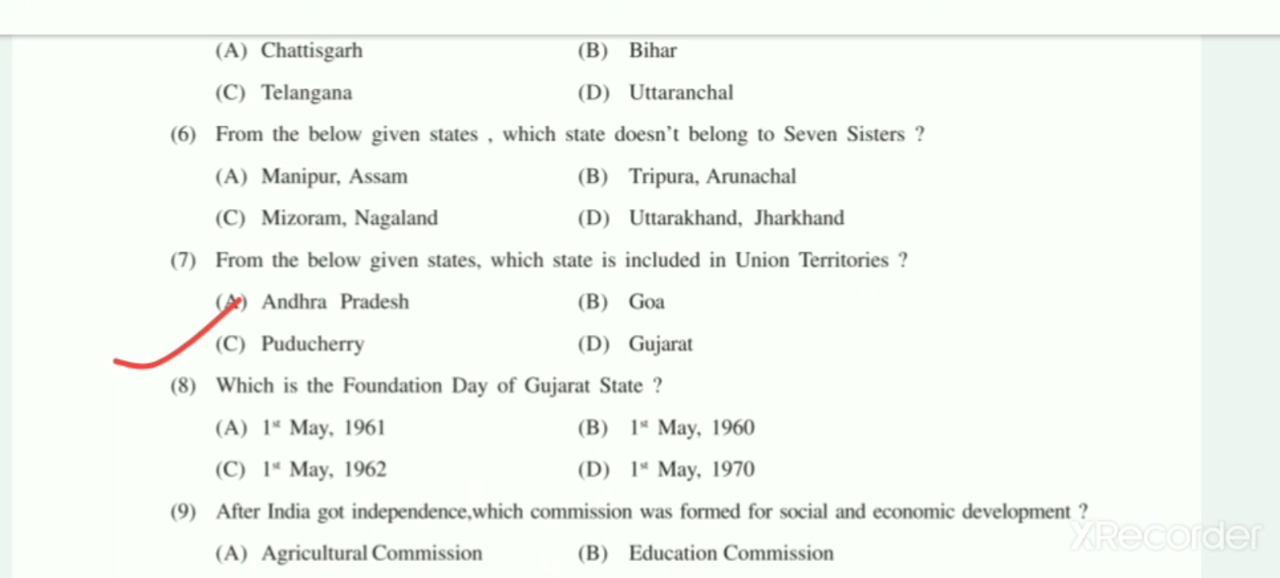 (A) Chattisgarh (B) Bihar
(C) Telangana (D) Uttaranchal
(6) From the below given states , which state doesn't belong to Seven Sisters ?
(A) Manipur, Assam (B) Tripura, Arunachal
(C) Mizoram, Nagaland (D) Uttarakhand, Jharkhand
(7) From the below given states, which state is included in Union Territories ?
(A) Andhra Pradesh (B) Goa
(C) Puducherry (D) Gujarat
(8) Which is the Foundation Day of Gujarat State ?
(A) 1st May, 1961 (B) 1st May, 1960
(C) 1st May, 1962 (D) 1st May, 1970
(9) After India got independence,which commission was formed for social and economic development ?
(A) Agricultural Commission (B) Education Commission
XRecorder